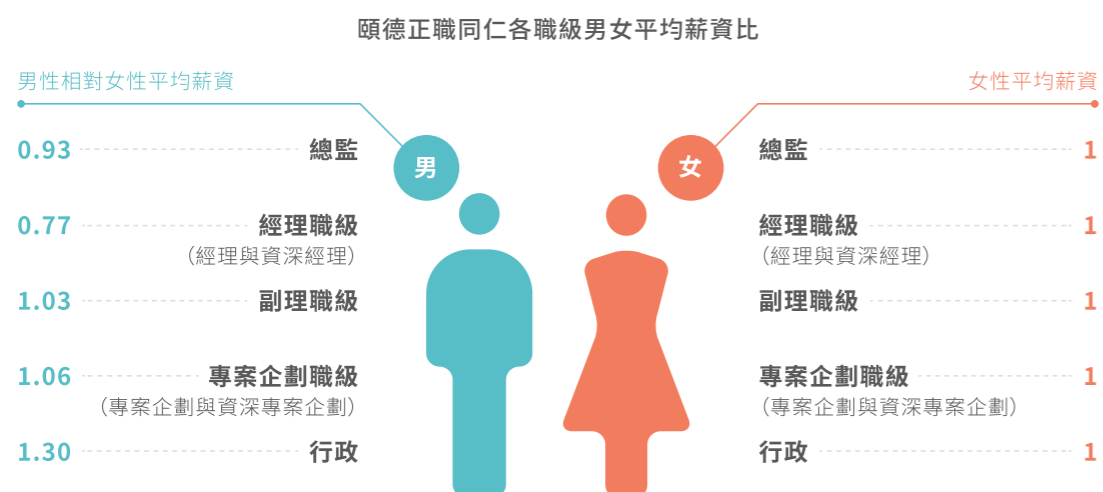 頤德正職同仁各職級男女平均薪資比
男性相對女性平均薪資
女性平均薪資
男
女
0.93 總監
總監 1
0.77 經理職級
(經理與資深經理)
經理職級 1
(經理與資深經理)
1.03 副理職級
副理職級 1
1.06 專案企劃職級
(專案企劃與資深專案企劃)
專案企劃職級 1
(專案企劃與資深專案企劃)
1.30 行政
行政 1